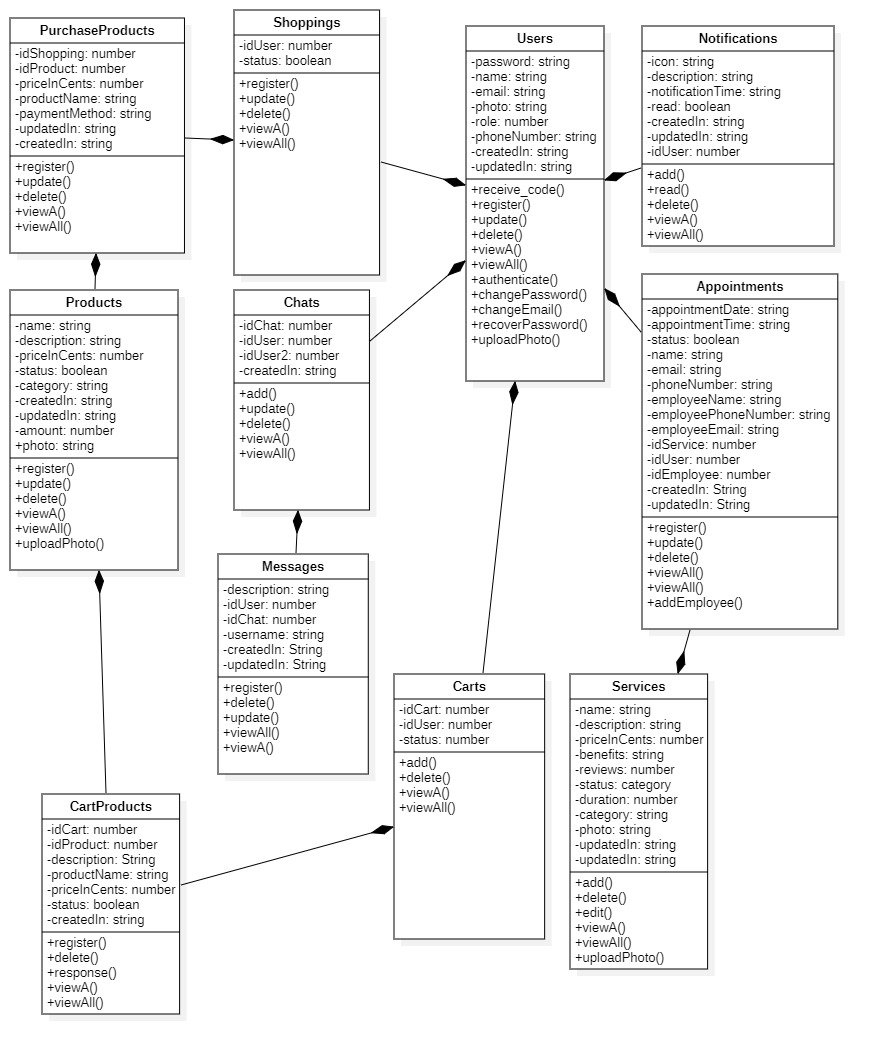 PurchaseProducts
-idShopping: number
-idProduct: number
-priceInCents: number
-productName: string
-paymentMethod: string
-updatedIn: string
-createdIn: string
+register()
+update()
+delete()
+viewA()
+viewAll()
Shoppings
-idUser: number
-status: boolean
+register()
+update()
+delete()
+viewA()
+viewAll()
Users
-password: string
-name: string
-email: string
-photo: string
-role: number
-phoneNumber: string
-createdIn: string
-updatedIn: string
+receive_code()
+register()
+update()
+delete()
+viewA()
+viewAll()
+authenticate()
+changePassword()
+changeEmail()
+recoverPassword()
+uploadPhoto()
Notifications
-icon: string
-description: string
-notificationTime: string
-read: boolean
-createdIn: string
-updatedIn: string
-idUser: number
+add()
+read()
+delete()
+viewA()
+viewAll()
Products
-name: string
-description: string
-priceInCents: number
-status: boolean
-category: string
-createdIn: string
-updatedIn: string
-amount: number
+photo: string
+register()
+update()
+delete()
+viewA()
+viewAll()
+uploadPhoto()
Chats
-idChat: number
-idUser: number
-idUser2: number
-createdIn: string
+add()
+update()
+delete()
+viewA()
+viewAll()
Appointments
-appointmentDate: string
-appointmentTime: string
-status: boolean
-name: string
-email: string
-phoneNumber: string
-employeeName: string
-employeePhoneNumber: string
-employeeEmail: string
-idService: number
-idUser: number
-idEmployee: number
-createdIn: String
-updatedIn: String
+register()
+update()
+delete()
+viewAll()
+viewAll()
+addEmployee()
Messages
-description: string
-idUser: number
-idChat: number
-username: string
-createdIn: String
-updatedIn: String
+register()
+delete()
+update()
+viewAll()
+viewA()
Carts
-idCart: number
-idUser: number
-status: number
+add()
+delete()
+viewA()
+viewAll()
Services
-name: string
-description: string
-priceInCents: number
-benefits: string
-reviews: number
-status: category
-duration: number
-category: string
-photo: string
-updatedIn: string
-updatedIn: string
+add()
+delete()
+edit()
+viewA()
+viewAll()
+uploadPhoto()
CartProducts
-idCart: number
-idProduct: number
-description: String
-productName: string
-priceInCents: number
-status: boolean
-createdIn: string
+register()
+delete()
+response()
+viewA()
+viewAll()